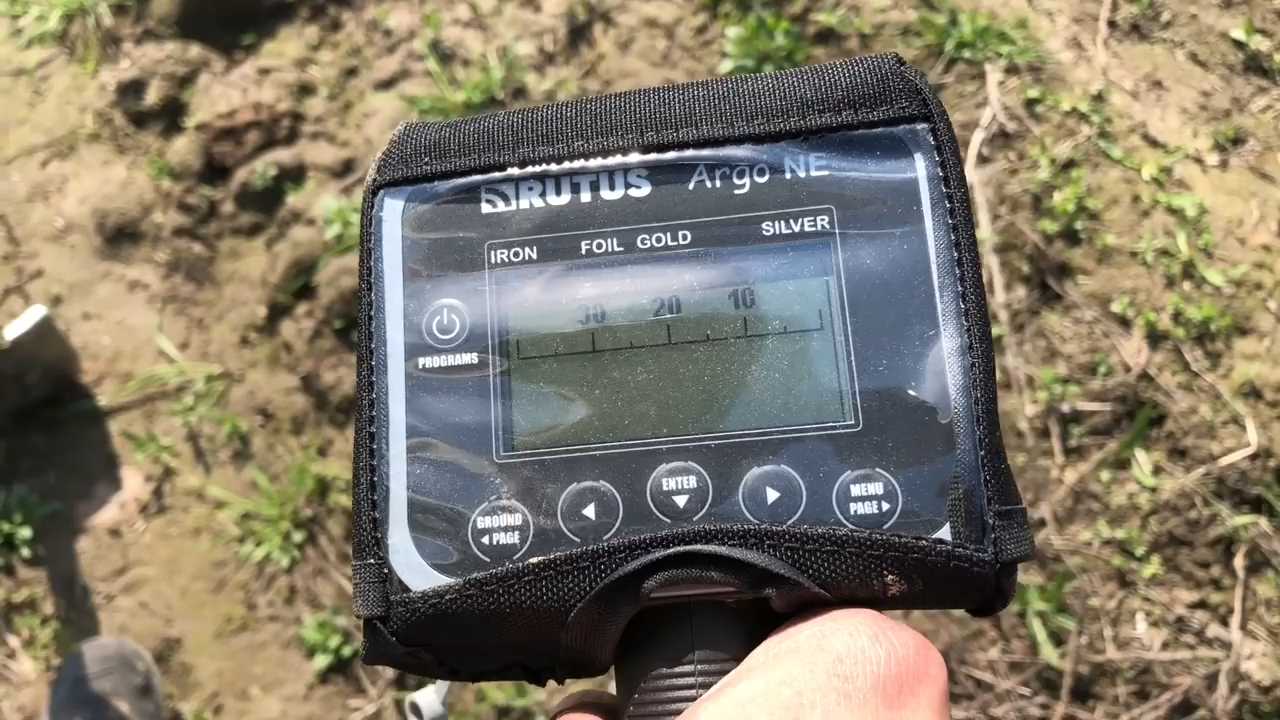 RUTUS Argo NE
IRON FOIL GOLD SILVER
30 20 10
PROGRAMS
GROUND
◀ PAGE
◀
ENTER
▼
▶
MENU
PAGE ▶